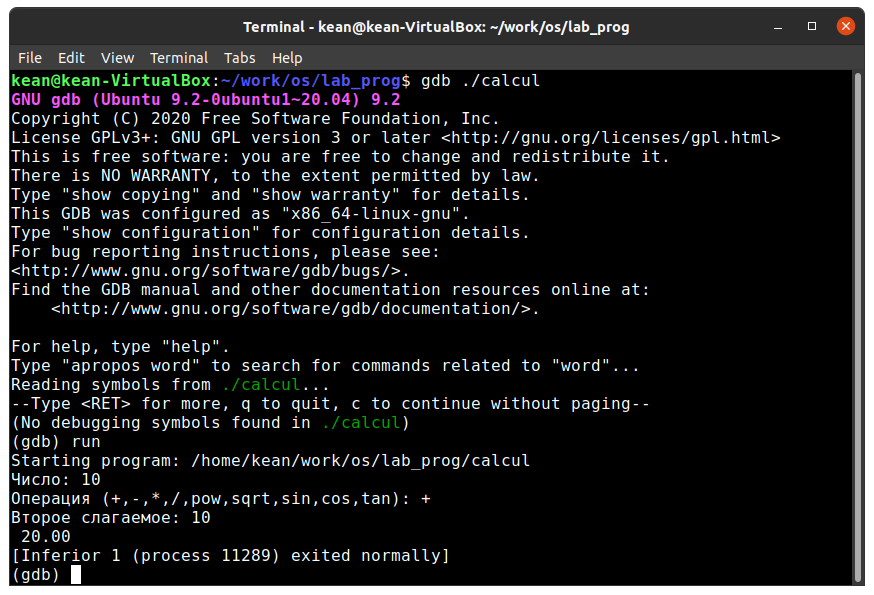 Terminal - kean@kean-VirtualBox: ~/work/os/lab_prog
File Edit View Terminal Tabs Help
kean@kean-VirtualBox:~/work/os/lab_prog$ gdb ./calcul
GNU gdb (Ubuntu 9.2-0ubuntu1~20.04) 9.2
Copyright (C) 2020 Free Software Foundation, Inc.
License GPLv3+: GNU GPL version 3 or later <http://gnu.org/licenses/gpl.html>
This is free software: you are free to change and redistribute it.
There is NO WARRANTY, to the extent permitted by law.
Type "show copying" and "show warranty" for details.
This GDB was configured as "x86_64-linux-gnu".
Type "show configuration" for configuration details.
For bug reporting instructions, please see:
<http://www.gnu.org/software/gdb/bugs/>.
Find the GDB manual and other documentation resources online at:
    <http://www.gnu.org/software/gdb/documentation/>.

For help, type "help".
Type "apropos word" to search for commands related to "word"...
Reading symbols from ./calcul...
--Type <RET> for more, q to quit, c to continue without paging--
(No debugging symbols found in ./calcul)
(gdb) run
Starting program: /home/kean/work/os/lab_prog/calcul
Число: 10
Операция (+,-,*,/,pow,sqrt,sin,cos,tan): +
Второе слагаемое: 10
 20.00
[Inferior 1 (process 11289) exited normally]
(gdb)